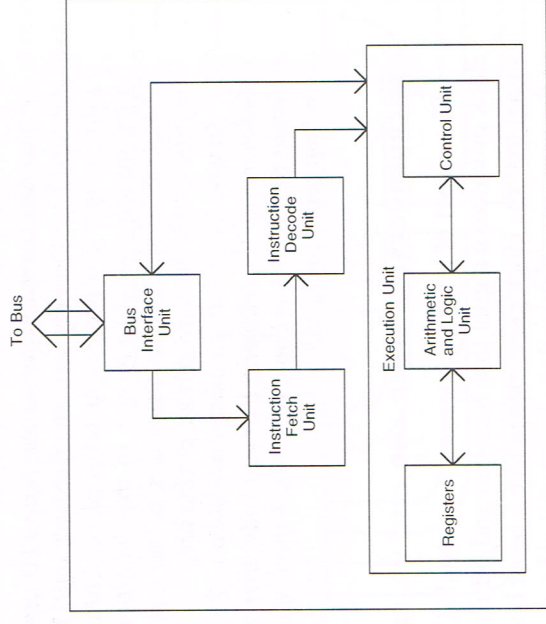 To Bus
Bus
Interface
Unit
Instruction
Fetch
Unit
Instruction
Decode
Unit
Execution Unit
Registers
Arithmetic
and Logic
Unit
Control Unit